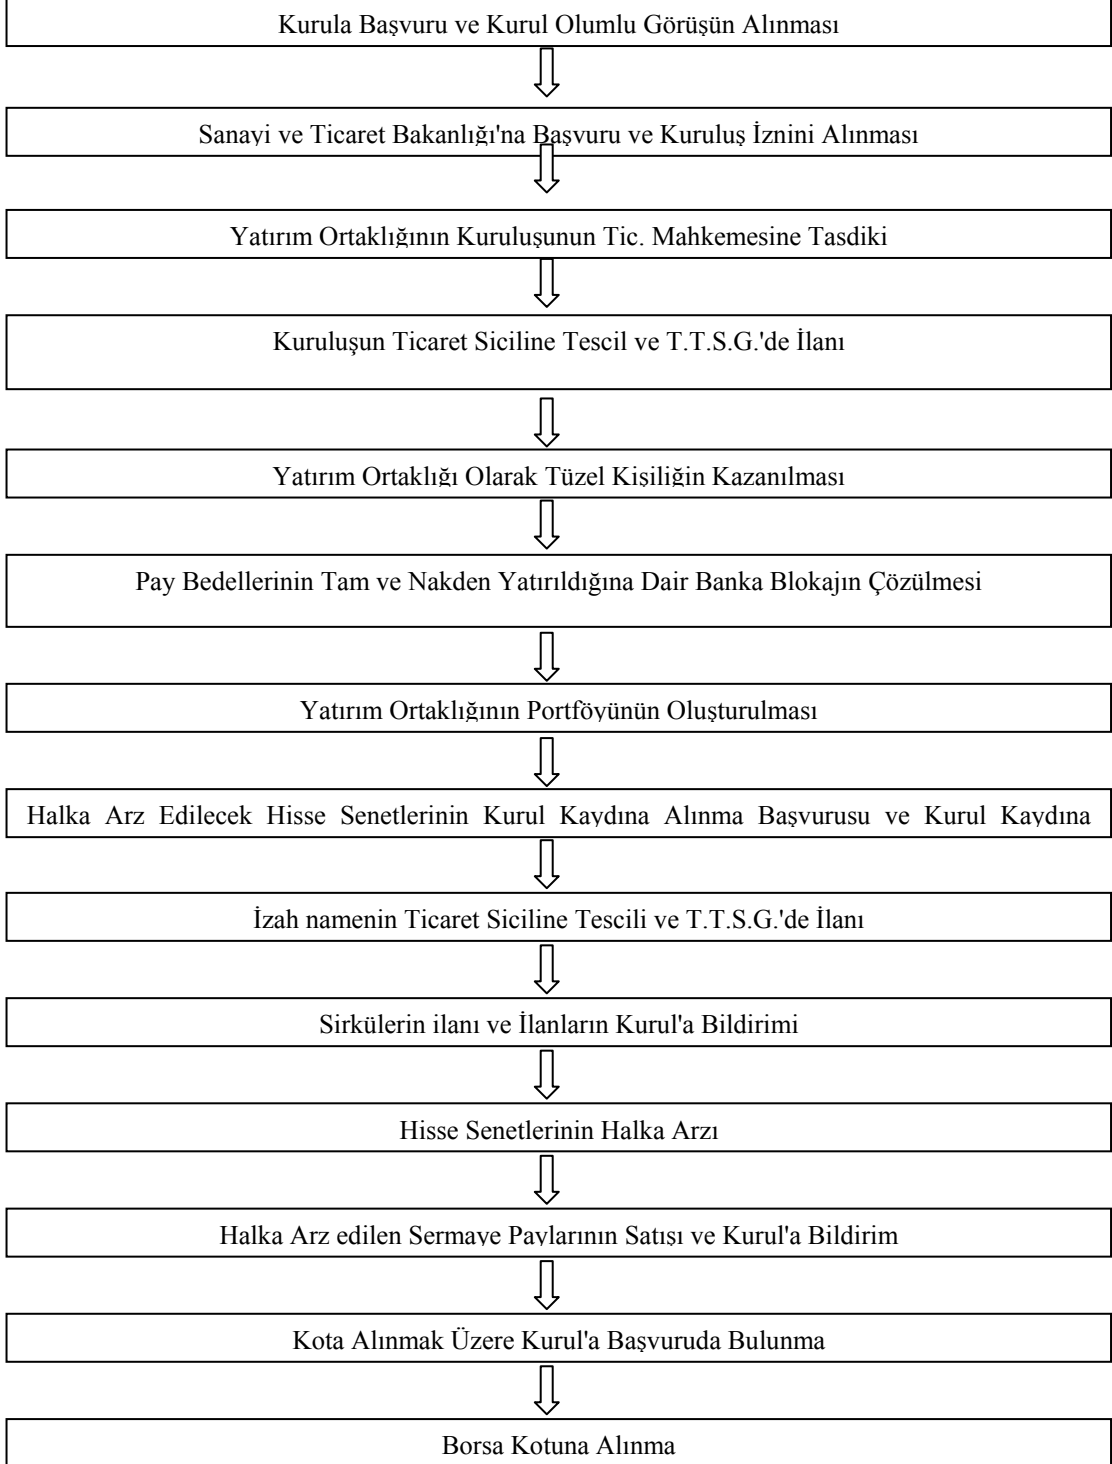 Kurula Başvuru ve Kurul Olumlu Görüşün Alınması
Sanayi ve Ticaret Bakanlığı'na Başvuru ve Kuruluş İznini Alınması
Yatırım Ortaklığının Kuruluşunun Tic. Mahkemesine Tasdiki
Kuruluşun Ticaret Siciline Tescil ve T.T.S.G.'de İlanı
Yatırım Ortaklığı Olarak Tüzel Kişiliğin Kazanılması
Pay Bedellerinin Tam ve Nakden Yatırıldığına Dair Banka Blokajın Çözülmesi
Yatırım Ortaklığının Portföyünün Oluşturulması
Halka Arz Edilecek Hisse Senetlerinin Kurul Kaydına Alınma Başvurusu ve Kurul Kaydına
İzah namenin Ticaret Siciline Tescili ve T.T.S.G.'de İlanı
Sirkülerin ilanı ve İlanların Kurul'a Bildirimi
Hisse Senetlerinin Halka Arzı
Halka Arz edilen Sermaye Paylarının Satışı ve Kurul'a Bildirim
Kota Alınmak Üzere Kurul'a Başvuruda Bulunma
Borsa Kotuna Alınma